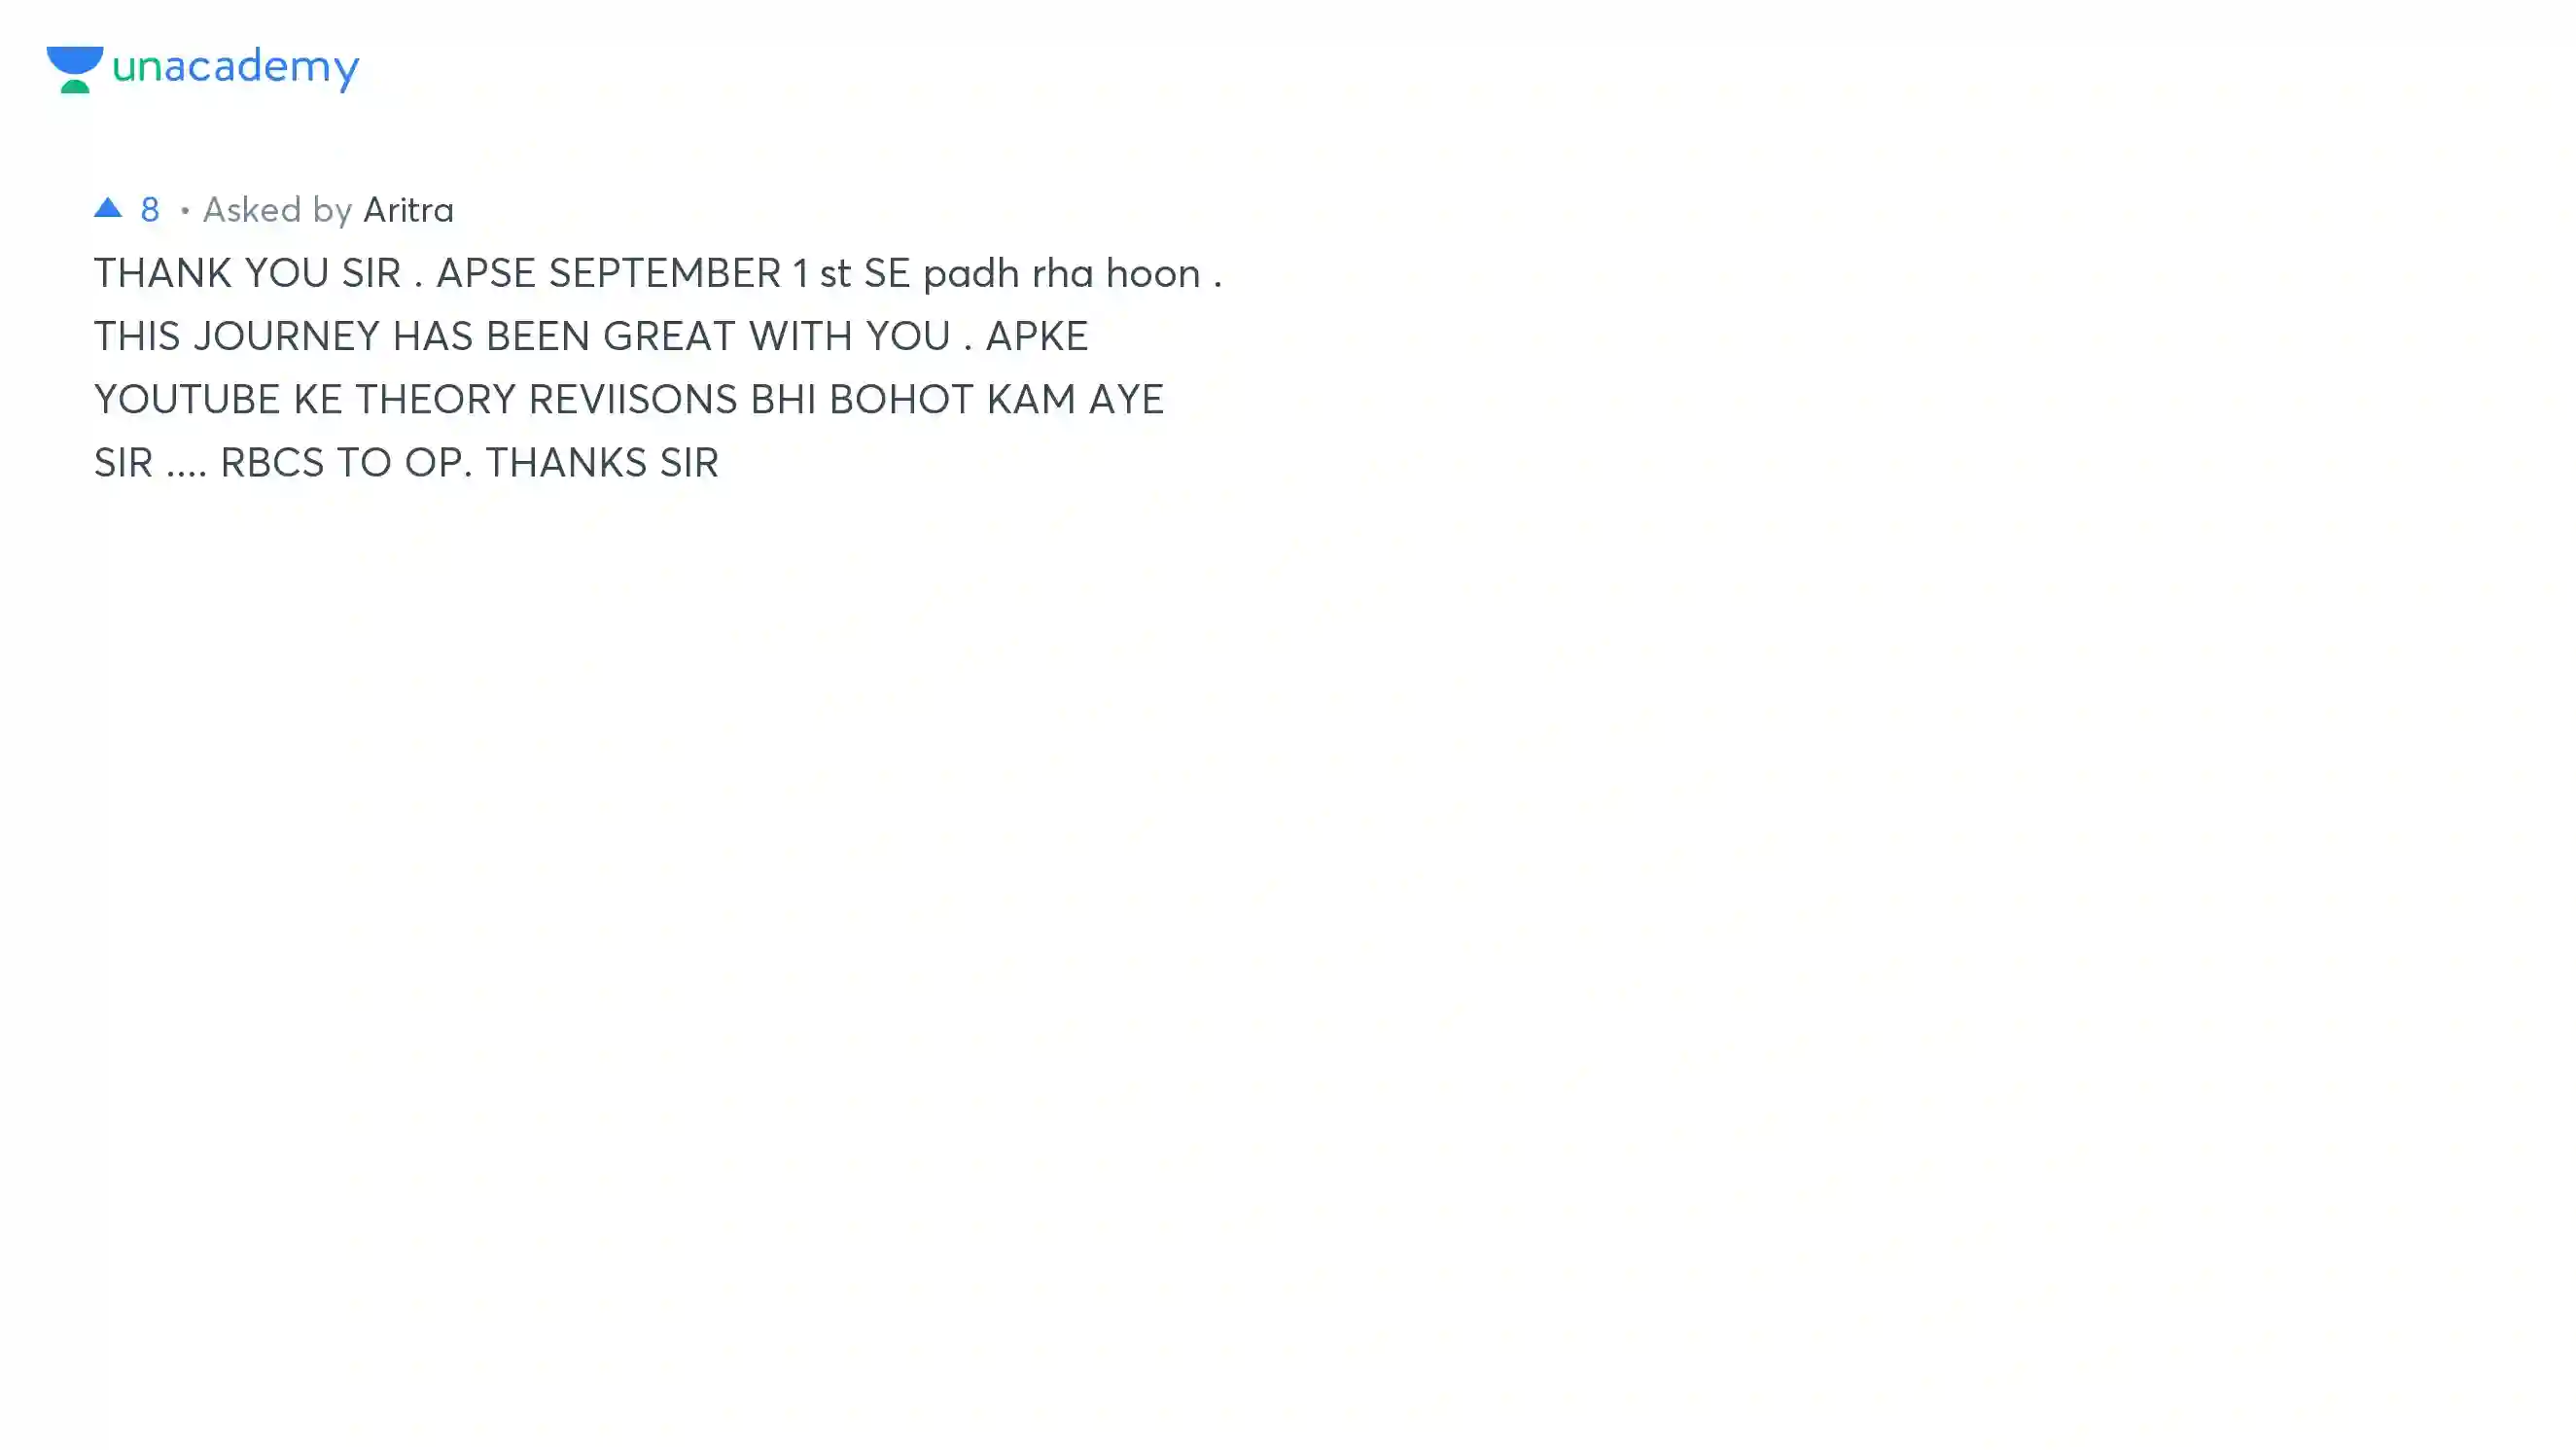 unacademy
▲ 8 • Asked by Aritra
THANK YOU SIR . APSE SEPTEMBER 1 st SE padh rha hoon .
THIS JOURNEY HAS BEEN GREAT WITH YOU . APKE
YOUTUBE KE THEORY REVIISONS BHI BOHOT KAM AYE
SIR .... RBCS TO OP. THANKS SIR